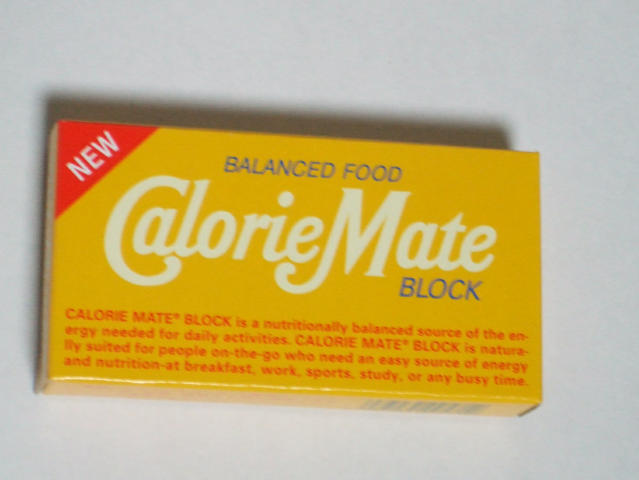 NEW
BALANCED FOOD
CalorieMate
BLOCK
CALORIE MATE® BLOCK is a nutritionally balanced source of the en-
ergy needed for daily activities. CALORIE MATE® BLOCK is natura-
lly suited for people on-the-go who need an easy source of energy
and nutrition-at breakfast, work, sports, study, or any busy time.